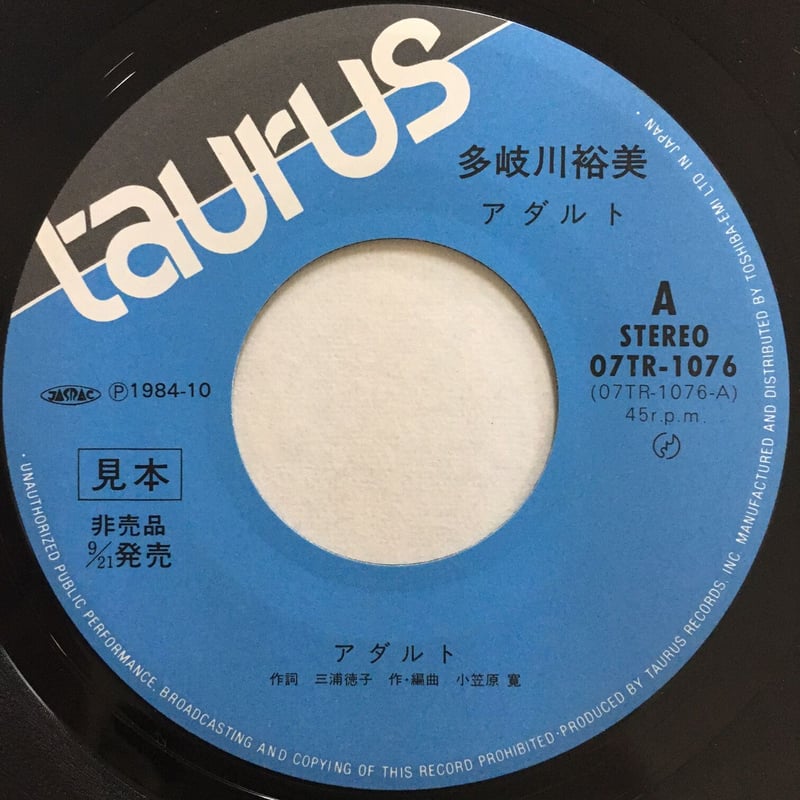 taurus
多岐川裕美
アダルト
A
STEREO
07TR-1076
(07TR-1076-A)
45r.p.m.
JASRAC Ⓟ1984-10
見本
非売品
9/21発売
アダルト
作詞 三浦徳子 作・編曲 小笠原 寛
・UNAUTHORIZED PUBLIC PERFORMANCE, BROADCASTING AND COPYING OF THIS RECORD PROHIBITED・PRODUCED BY TAURUS RECORDS, INC. MANUFACTURED AND DISTRIBUTED BY TOSHIBA-EMI LTD IN JAPAN・